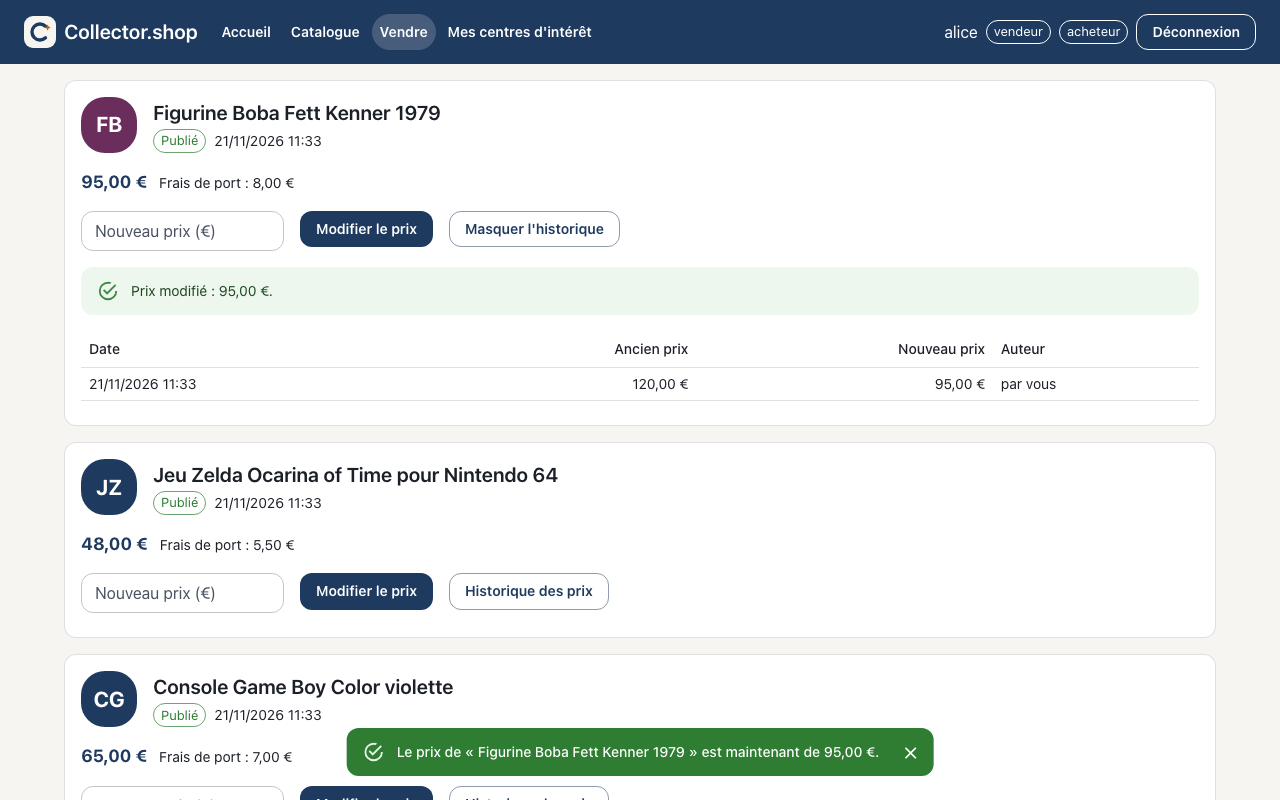 Collector.shop Accueil Catalogue Vendre Mes centres d'intérêt alice vendeur acheteur Déconnexion
FB
Figurine Boba Fett Kenner 1979
Publié 21/11/2026 11:33
95,00 € Frais de port : 8,00 €
Nouveau prix (€) Modifier le prix Masquer l'historique
Prix modifié : 95,00 €.
Date Ancien prix Nouveau prix Auteur
21/11/2026 11:33 120,00 € 95,00 € par vous
JZ
Jeu Zelda Ocarina of Time pour Nintendo 64
Publié 21/11/2026 11:33
48,00 € Frais de port : 5,50 €
Nouveau prix (€) Modifier le prix Historique des prix
CG
Console Game Boy Color violette
Publié 21/11/2026 11:33
65,00 € Frais de port : 7,00 €
Le prix de « Figurine Boba Fett Kenner 1979 » est maintenant de 95,00 €.